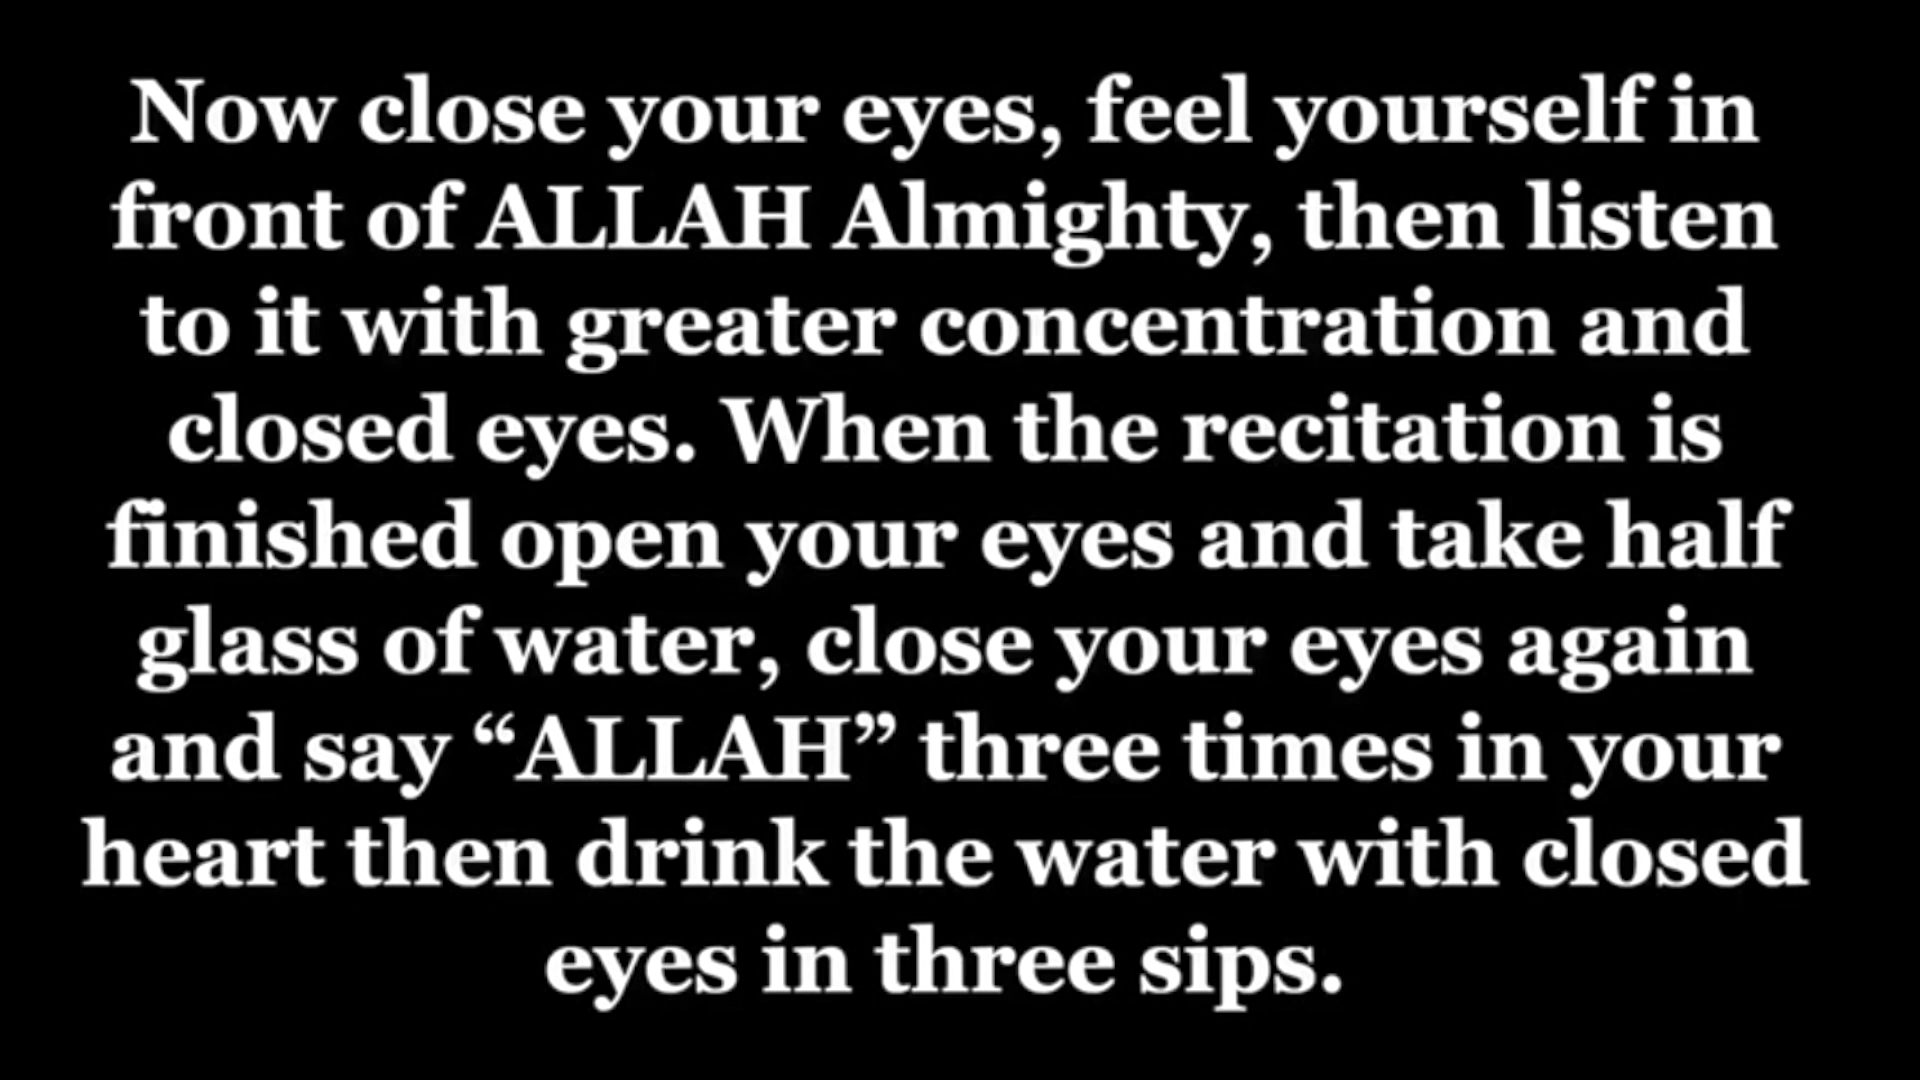 Now close your eyes, feel yourself in
front of ALLAH Almighty, then listen
to it with greater concentration and
closed eyes. When the recitation is
finished open your eyes and take half
glass of water, close your eyes again
and say “ALLAH” three times in your
heart then drink the water with closed
eyes in three sips.